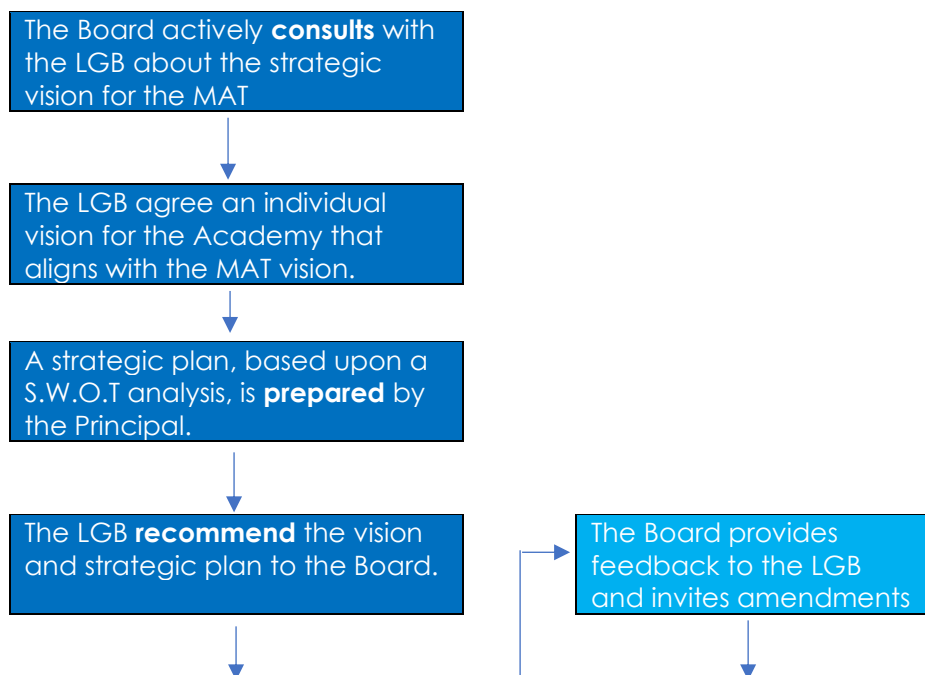 The Board actively consults with
the LGB about the strategic
vision for the MAT
The LGB agree an individual
vision for the Academy that
aligns with the MAT vision.
A strategic plan, based upon a
S.W.O.T analysis, is prepared by
the Principal.
The LGB recommend the vision
and strategic plan to the Board.
The Board provides
feedback to the LGB
and invites amendments